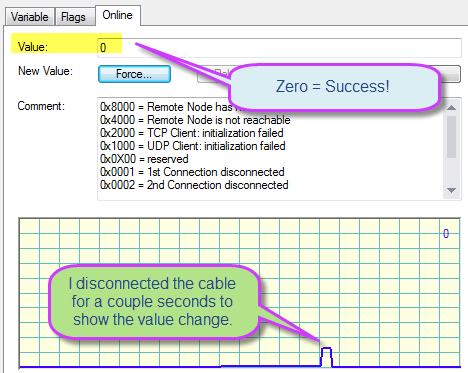 Variable Flags Online
Value: 0
Zero = Success!
New Value: Force...
Comment: 0x8000 = Remote Node has
0x4000 = Remote Node is not reachable
0x2000 = TCP Client: initialization failed
0x1000 = UDP Client: initialization failed
0x0X00 = reserved
0x0001 = 1st Connection disconnected
0x0002 = 2nd Connection disconnected
0
I disconnected the cable
for a couple seconds to
show the value change.